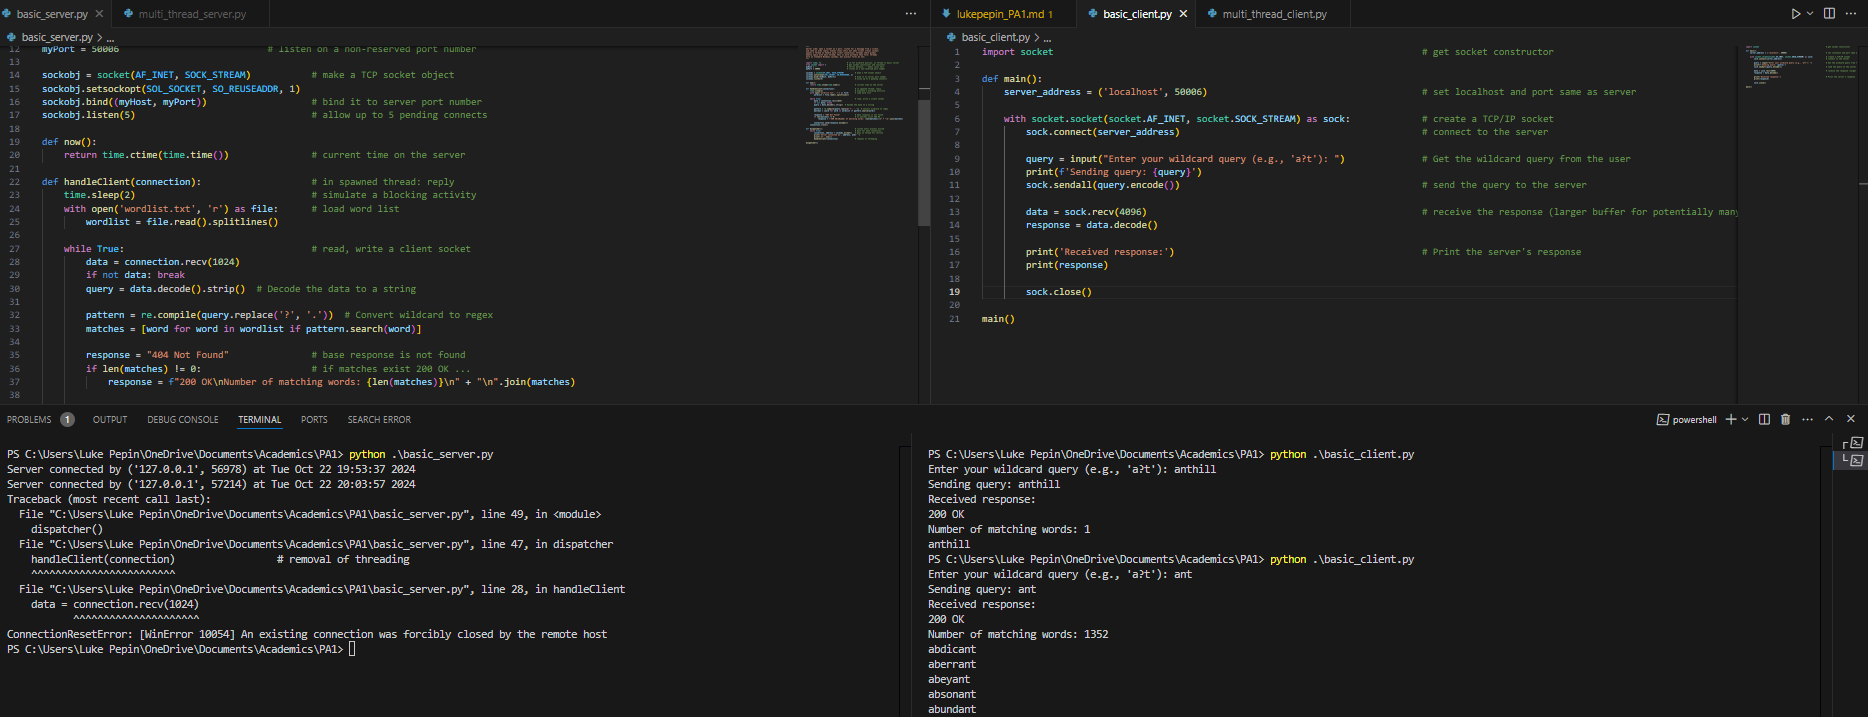 basic_server.py
multi_thread_server.py
basic_server.py > ...
12 myPort = 50006 # listen on a non-reserved port number
13
14 sockobj = socket(AF_INET, SOCK_STREAM) # make a TCP socket object
15 sockobj.setsockopt(SOL_SOCKET, SO_REUSEADDR, 1)
16 sockobj.bind((myHost, myPort)) # bind it to server port number
17 sockobj.listen(5) # allow up to 5 pending connects
18
19 def now():
20 return time.ctime(time.time()) # current time on the server
21
22 def handleClient(connection): # in spawned thread: reply
23 time.sleep(2) # simulate a blocking activity
24 with open('wordlist.txt', 'r') as file: # load word list
25 wordlist = file.read().splitlines()
26
27 while True: # read, write a client socket
28 data = connection.recv(1024)
29 if not data: break
30 query = data.decode().strip() # Decode the data to a string
31
32 pattern = re.compile(query.replace('?', '.')) # Convert wildcard to regex
33 matches = [word for word in wordlist if pattern.search(word)]
34
35 response = "404 Not Found" # base response is not found
36 if len(matches) != 0: # if matches exist 200 OK ...
37 response = f"200 OK\nNumber of matching words: {len(matches)}\n" + "\n".join(matches)
38
lukepepin_PA1.md 1
basic_client.py
multi_thread_client.py
basic_client.py > ...
1 import socket # get socket constructor
2
3 def main():
4 server_address = ('localhost', 50006) # set localhost and port same as server
5
6 with socket.socket(socket.AF_INET, socket.SOCK_STREAM) as sock: # create a TCP/IP socket
7 sock.connect(server_address) # connect to the server
8
9 query = input("Enter your wildcard query (e.g., 'a?t'): ") # Get the wildcard query from the user
10 print(f'Sending query: {query}')
11 sock.sendall(query.encode()) # send the query to the server
12
13 data = sock.recv(4096) # receive the response (larger buffer for potentially many
14 response = data.decode()
15
16 print('Received response:') # Print the server's response
17 print(response)
18
19 sock.close()
20
21 main()
PROBLEMS 1 OUTPUT DEBUG CONSOLE TERMINAL PORTS SEARCH ERROR
powershell
PS C:\Users\Luke Pepin\OneDrive\Documents\Academics\PA1> python .\basic_server.py
Server connected by ('127.0.0.1', 56978) at Tue Oct 22 19:53:37 2024
Server connected by ('127.0.0.1', 57214) at Tue Oct 22 20:03:57 2024
Traceback (most recent call last):
File "C:\Users\Luke Pepin\OneDrive\Documents\Academics\PA1\basic_server.py", line 49, in <module>
dispatcher()
File "C:\Users\Luke Pepin\OneDrive\Documents\Academics\PA1\basic_server.py", line 47, in dispatcher
handleClient(connection) # removal of threading
^^^^^^^^^^^^^^^^^^^^^^^^
File "C:\Users\Luke Pepin\OneDrive\Documents\Academics\PA1\basic_server.py", line 28, in handleClient
data = connection.recv(1024)
^^^^^^^^^^^^^^^^^^^^^
ConnectionResetError: [WinError 10054] An existing connection was forcibly closed by the remote host
PS C:\Users\Luke Pepin\OneDrive\Documents\Academics\PA1>
PS C:\Users\Luke Pepin\OneDrive\Documents\Academics\PA1> python .\basic_client.py
Enter your wildcard query (e.g., 'a?t'): anthill
Sending query: anthill
Received response:
200 OK
Number of matching words: 1
anthill
PS C:\Users\Luke Pepin\OneDrive\Documents\Academics\PA1> python .\basic_client.py
Enter your wildcard query (e.g., 'a?t'): ant
Sending query: ant
Received response:
200 OK
Number of matching words: 1352
abdicant
aberrant
abeyant
absonant
abundant